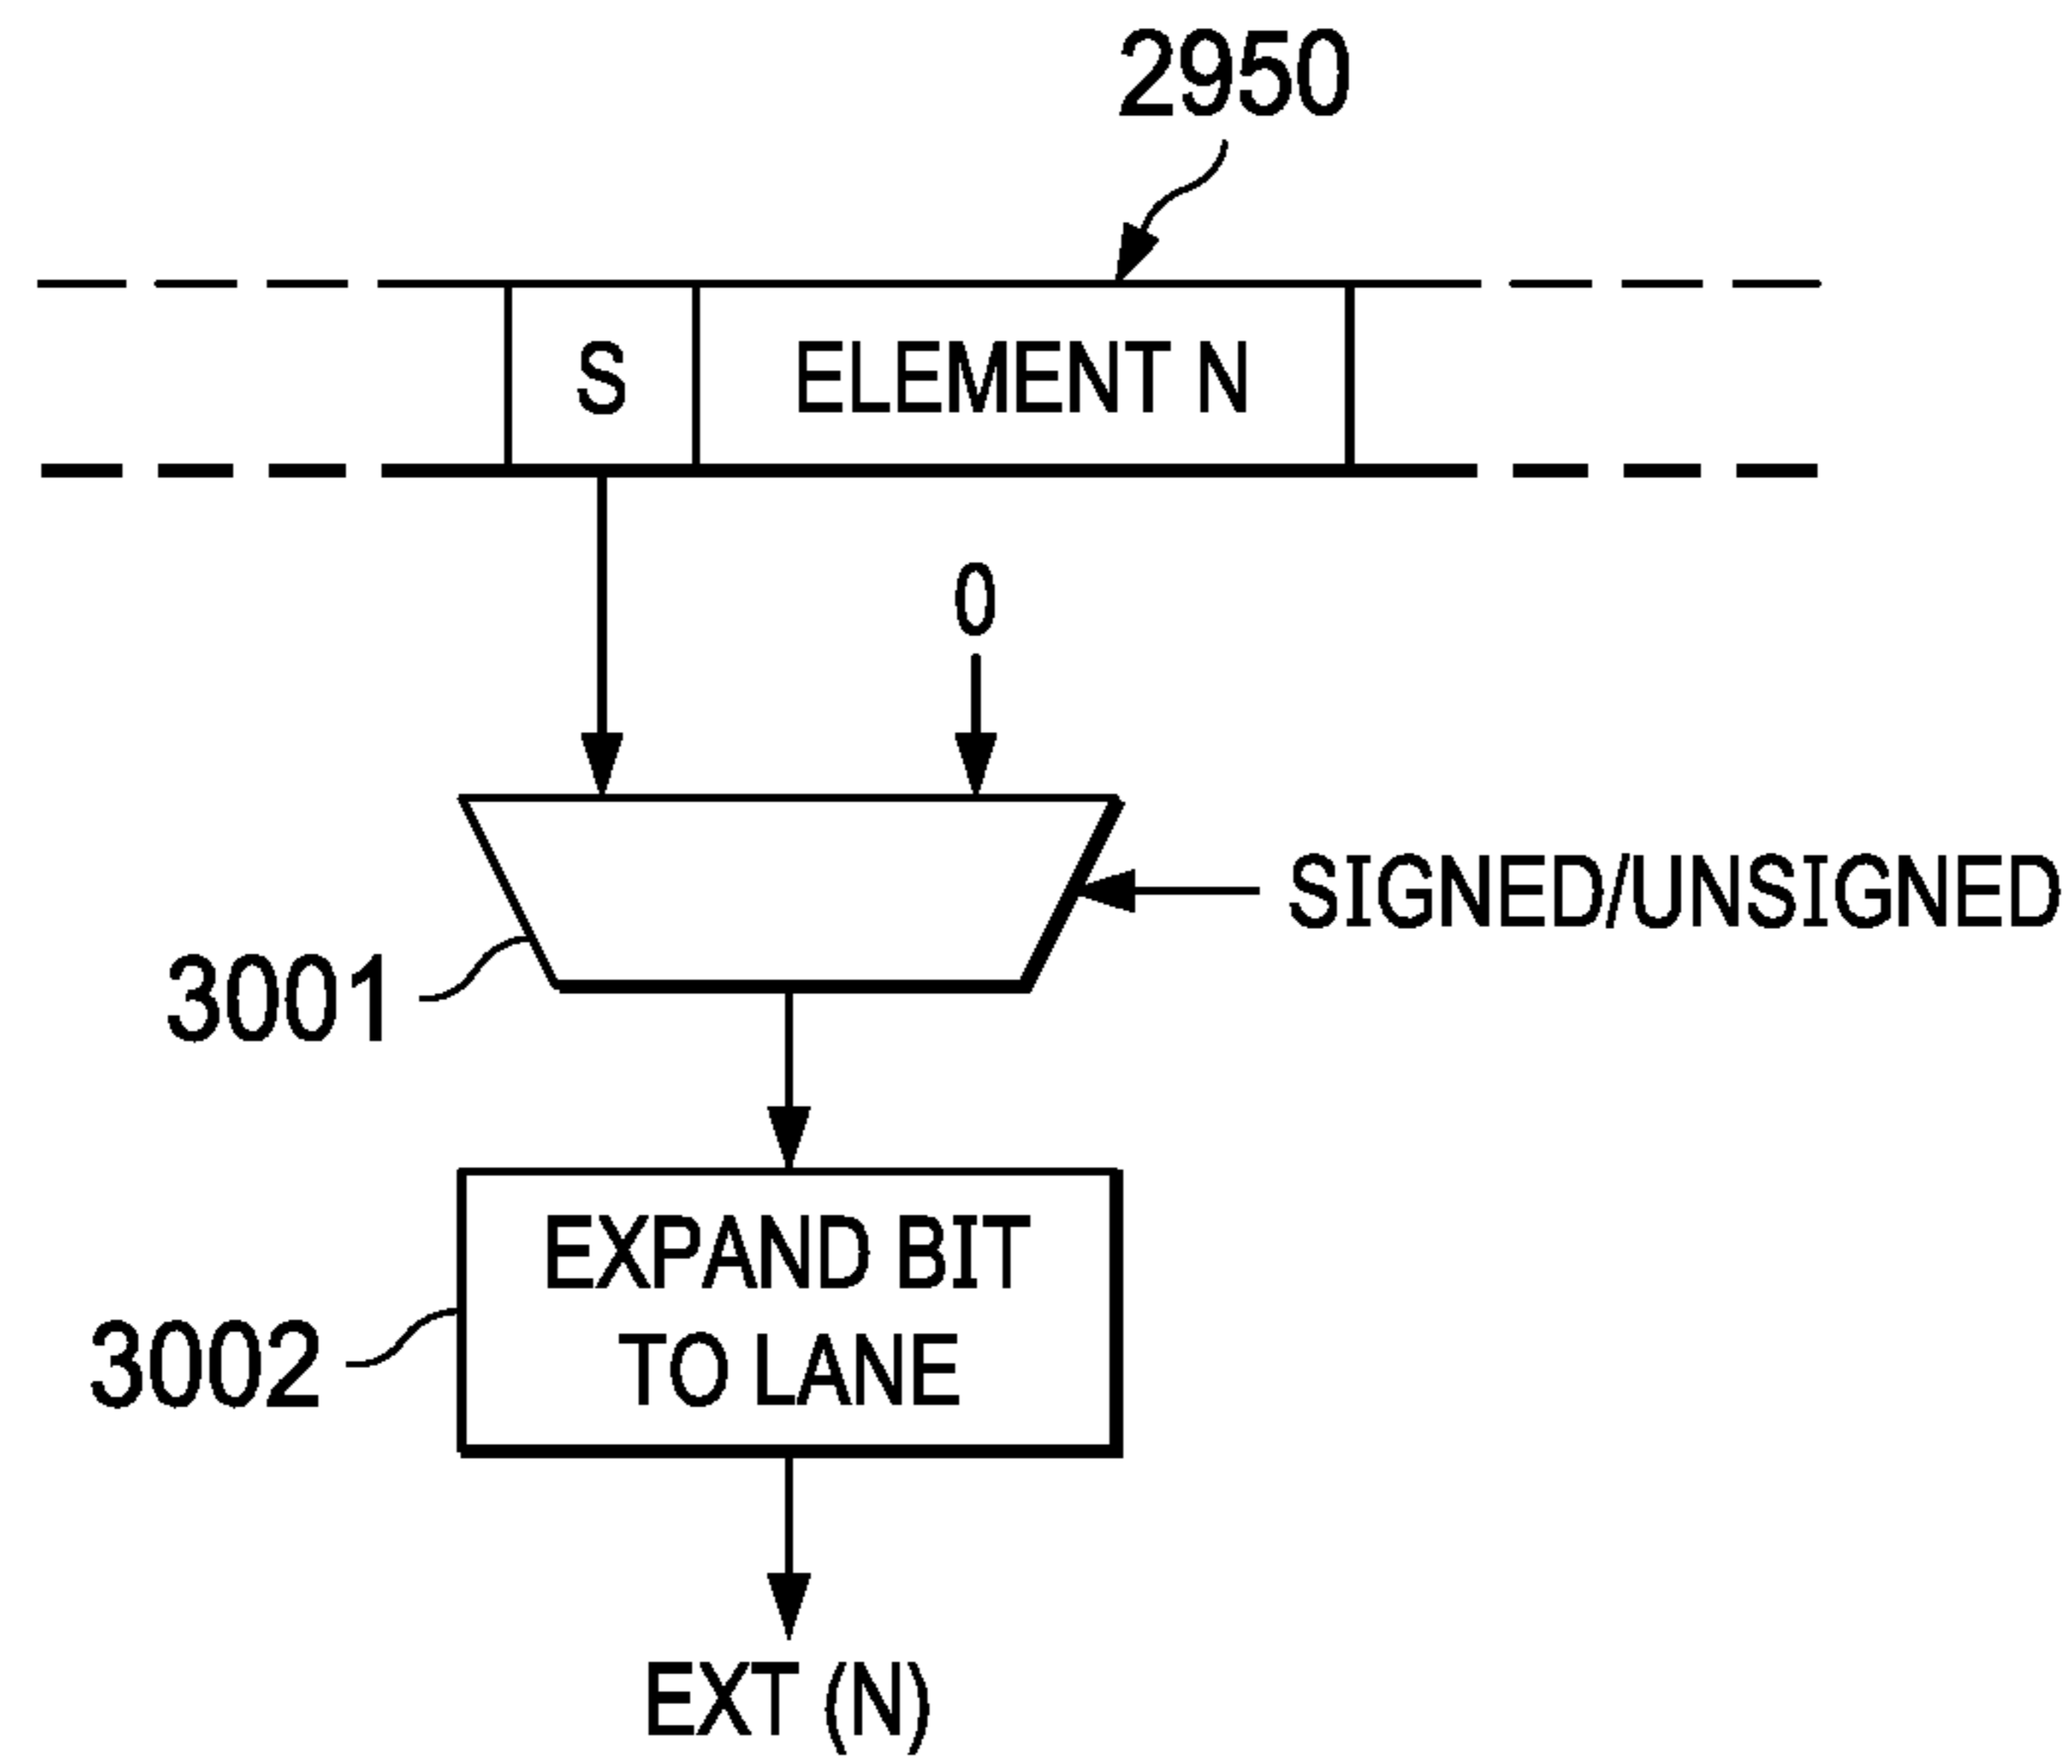 2950
S ELEMENT N
0
SIGNED/UNSIGNED
3001
EXPAND BIT
TO LANE
3002
EXT (N)